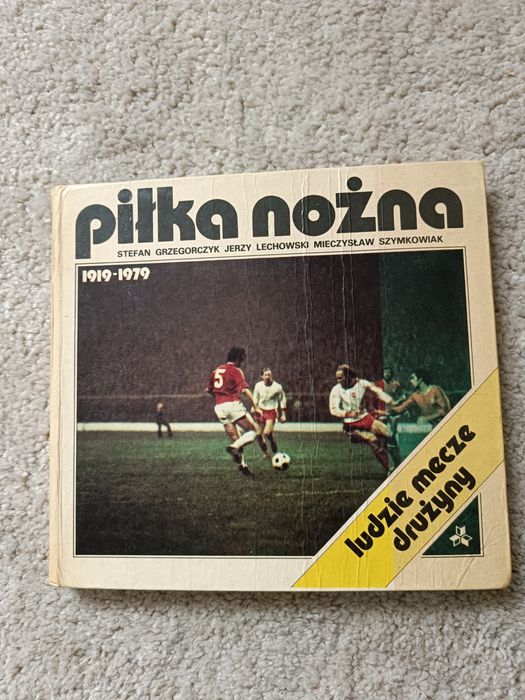 piłka nożna
STEFAN GRZEGORCZYK JERZY LECHOWSKI MIECZYSŁAW SZYMKOWIAK
1919-1979
5
ludzie mecze
drużyny